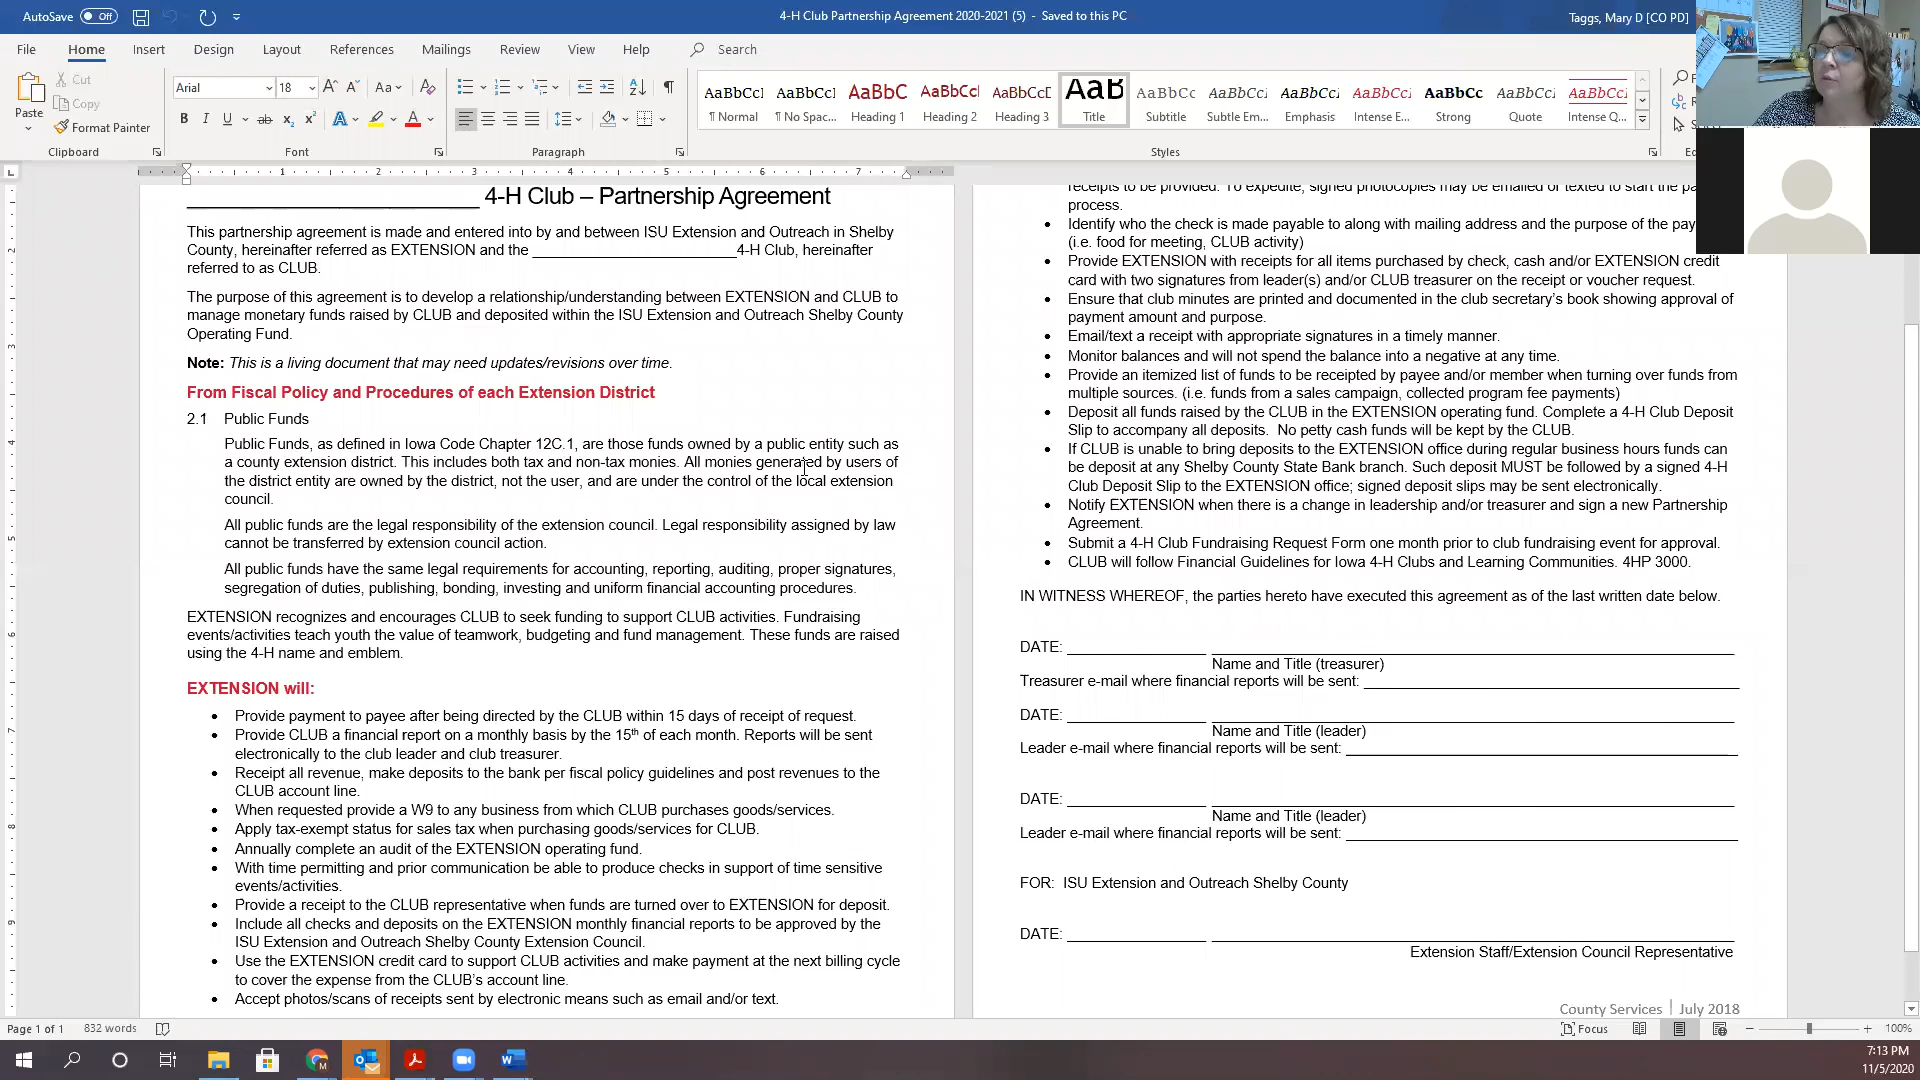 AutoSave Off
4-H Club Partnership Agreement 2020-2021 (5) - Saved to this PC
Taggs, Mary D [CO PD]
File Home Insert Design Layout References Mailings Review View Help Search
Paste
Cut
Copy
Format Painter
Clipboard
Arial 18
Font
Paragraph
AaBbCcI AaBbCcI AaBbC AaBbCcI AaBbCcD AaB AaBbCcI AaBbCcI AaBbCcI AaBbCcI AaBbCc AaBbCcI AaBbCcI
¶ Normal ¶ No Spac... Heading 1 Heading 2 Heading 3 Title Subtitle Subtle Em... Emphasis Intense E... Strong Quote Intense Q...
Styles
4-H Club – Partnership Agreement
This partnership agreement is made and entered into by and between ISU Extension and Outreach in Shelby
County, hereinafter referred as EXTENSION and the ________________________4-H Club, hereinafter
referred to as CLUB.
The purpose of this agreement is to develop a relationship/understanding between EXTENSION and CLUB to
manage monetary funds raised by CLUB and deposited within the ISU Extension and Outreach Shelby County
Operating Fund.
Note: This is a living document that may need updates/revisions over time.
From Fiscal Policy and Procedures of each Extension District
2.1 Public Funds
Public Funds, as defined in Iowa Code Chapter 12C.1, are those funds owned by a public entity such as
a county extension district. This includes both tax and non-tax monies. All monies generated by users of
the district entity are owned by the district, not the user, and are under the control of the local extension
council.
All public funds are the legal responsibility of the extension council. Legal responsibility assigned by law
cannot be transferred by extension council action.
All public funds have the same legal requirements for accounting, reporting, auditing, proper signatures,
segregation of duties, publishing, bonding, investing and uniform financial accounting procedures.
EXTENSION recognizes and encourages CLUB to seek funding to support CLUB activities. Fundraising
events/activities teach youth the value of teamwork, budgeting and fund management. These funds are raised
using the 4-H name and emblem.
EXTENSION will:
• Provide payment to payee after being directed by the CLUB within 15 days of receipt of request.
• Provide CLUB a financial report on a monthly basis by the 15th of each month. Reports will be sent
electronically to the club leader and club treasurer.
• Receipt all revenue, make deposits to the bank per fiscal policy guidelines and post revenues to the
CLUB account line.
• When requested provide a W9 to any business from which CLUB purchases goods/services.
• Apply tax-exempt status for sales tax when purchasing goods/services for CLUB.
• Annually complete an audit of the EXTENSION operating fund.
• With time permitting and prior communication be able to produce checks in support of time sensitive
events/activities.
• Provide a receipt to the CLUB representative when funds are turned over to EXTENSION for deposit.
• Include all checks and deposits on the EXTENSION monthly financial reports to be approved by the
ISU Extension and Outreach Shelby County Extension Council.
• Use the EXTENSION credit card to support CLUB activities and make payment at the next billing cycle
to cover the expense from the CLUB's account line.
• Accept photos/scans of receipts sent by electronic means such as email and/or text.
receipts to be provided. To expedite, signed photocopies may be emailed or texted to start the pa
process.
• Identify who the check is made payable to along with mailing address and the purpose of the pay
(i.e. food for meeting, CLUB activity)
• Provide EXTENSION with receipts for all items purchased by check, cash and/or EXTENSION credit
card with two signatures from leader(s) and/or CLUB treasurer on the receipt or voucher request.
• Ensure that club minutes are printed and documented in the club secretary's book showing approval of
payment amount and purpose.
• Email/text a receipt with appropriate signatures in a timely manner.
• Monitor balances and will not spend the balance into a negative at any time.
• Provide an itemized list of funds to be receipted by payee and/or member when turning over funds from
multiple sources. (i.e. funds from a sales campaign, collected program fee payments)
• Deposit all funds raised by the CLUB in the EXTENSION operating fund. Complete a 4-H Club Deposit
Slip to accompany all deposits. No petty cash funds will be kept by the CLUB.
• If CLUB is unable to bring deposits to the EXTENSION office during regular business hours funds can
be deposit at any Shelby County State Bank branch. Such deposit MUST be followed by a signed 4-H
Club Deposit Slip to the EXTENSION office; signed deposit slips may be sent electronically.
• Notify EXTENSION when there is a change in leadership and/or treasurer and sign a new Partnership
Agreement.
• Submit a 4-H Club Fundraising Request Form one month prior to club fundraising event for approval.
• CLUB will follow Financial Guidelines for Iowa 4-H Clubs and Learning Communities. 4HP 3000.
IN WITNESS WHEREOF, the parties hereto have executed this agreement as of the last written date below.
DATE:
Name and Title (treasurer)
Treasurer e-mail where financial reports will be sent:
DATE:
Name and Title (leader)
Leader e-mail where financial reports will be sent:
DATE:
Name and Title (leader)
Leader e-mail where financial reports will be sent:
FOR: ISU Extension and Outreach Shelby County
DATE:
Extension Staff/Extension Council Representative
County Services | July 2018
Page 1 of 1 832 words Focus 100%
7:13 PM
11/5/2020